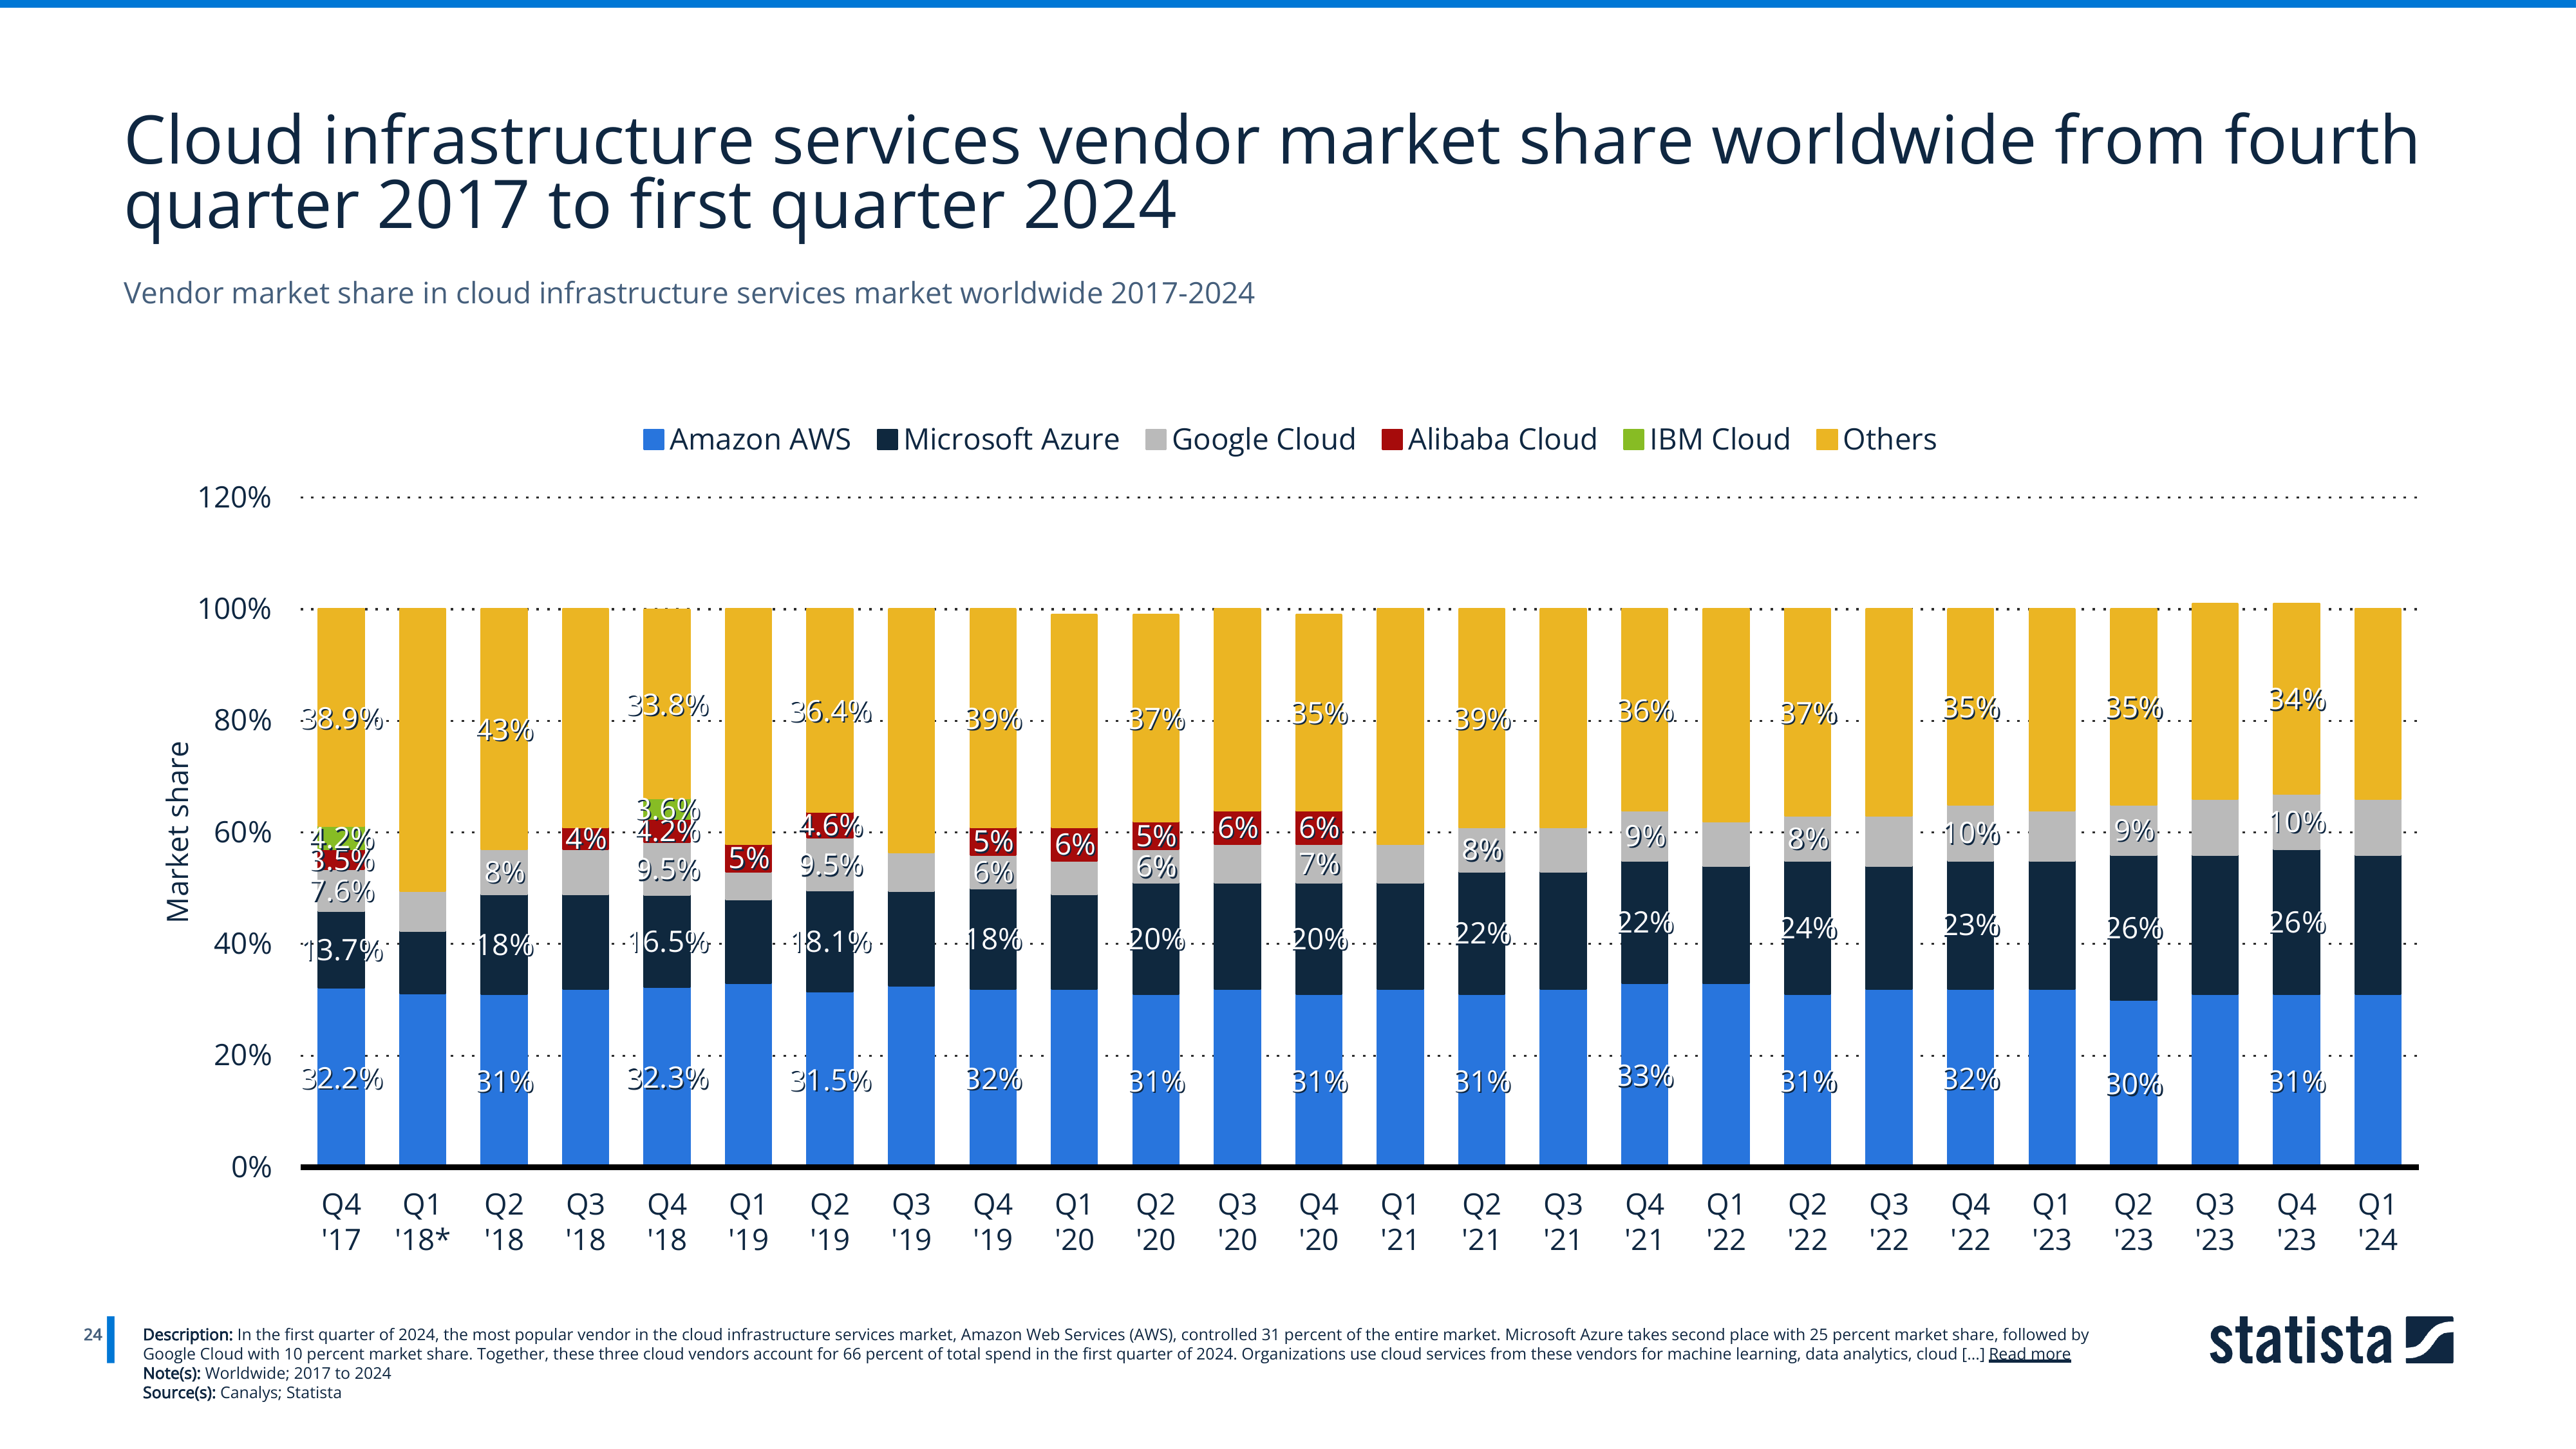 Cloud infrastructure services vendor market share worldwide from fourth
quarter 2017 to first quarter 2024
Vendor market share in cloud infrastructure services market worldwide 2017-2024
Amazon AWS Microsoft Azure Google Cloud Alibaba Cloud IBM Cloud Others
120%
100%
80%
60%
40%
20%
0%
Market share
38.9% 43% 33.8% 36.4% 39% 37% 35% 39% 36% 37% 35% 35% 34%
4.2% 3.6%
3.5% 4% 4.2% 5% 4.6% 5% 6% 5% 6% 6%
7.6% 8% 9.5% 9.5% 6% 6% 7% 8% 9% 8% 10% 9% 10%
13.7% 18% 16.5% 18.1% 18% 20% 20% 22% 22% 24% 23% 26% 26%
32.2% 31% 32.3% 31.5% 32% 31% 31% 31% 33% 31% 32% 30% 31%
Q4 Q1 Q2 Q3 Q4 Q1 Q2 Q3 Q4 Q1 Q2 Q3 Q4 Q1 Q2 Q3 Q4 Q1 Q2 Q3 Q4 Q1 Q2 Q3 Q4 Q1
'17 '18* '18 '18 '18 '19 '19 '19 '19 '20 '20 '20 '20 '21 '21 '21 '21 '22 '22 '22 '22 '23 '23 '23 '23 '24
24
Description: In the first quarter of 2024, the most popular vendor in the cloud infrastructure services market, Amazon Web Services (AWS), controlled 31 percent of the entire market. Microsoft Azure takes second place with 25 percent market share, followed by
Google Cloud with 10 percent market share. Together, these three cloud vendors account for 66 percent of total spend in the first quarter of 2024. Organizations use cloud services from these vendors for machine learning, data analytics, cloud [...] Read more
Note(s): Worldwide; 2017 to 2024
Source(s): Canalys; Statista
statista